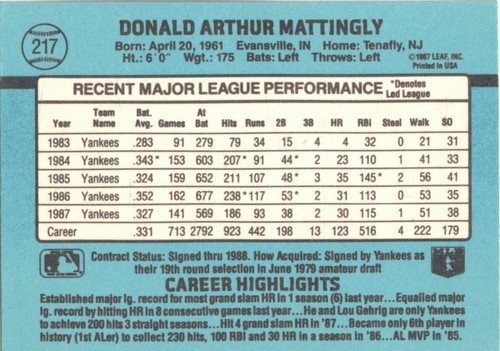 217
DONALD ARTHUR MATTINGLY
Born: April 20, 1961 Evansville, IN Home: Tenafly, NJ
Ht.: 6'0" Wgt.: 175 Bats: Left Throws: Left
©1987 LEAF, INC.
Printed in USA
RECENT MAJOR LEAGUE PERFORMANCE *Denotes Led League
Year Team Name Bat. Avg. Games At Bat Hits Runs 2B 3B HR RBI Steal Walk SO
1983 Yankees .283 91 279 79 34 15 4 4 32 0 21 31
1984 Yankees .343* 153 603 207* 91 44* 2 23 110 1 41 33
1985 Yankees .324 159 652 211 107 48* 3 35 145* 2 56 41
1986 Yankees .352 162 677 238* 117 53* 2 31 113 0 53 35
1987 Yankees .327 141 569 186 93 38 2 30 115 1 51 38
Career .331 713 2792 923 442 198 13 124 515 4 222 179
Contract Status: Signed thru 1988. How Acquired: Signed by Yankees as
their 19th round selection in June 1979 amateur draft
CAREER HIGHLIGHTS
Established major lg. record for most grand slam HR in 1 season (6) last year...Equalled major
lg. record by hitting HR in 8 consecutive games last year...He and Lou Gehrig are only Yankees
to achieve 200 hits 3 straight seasons...Hit 4 grand slam HR in '87...Became only 6th player in
history (1st ALer) to collect 230 hits, 100 RBI and 30 HR in a season in '86...AL MVP in '85.